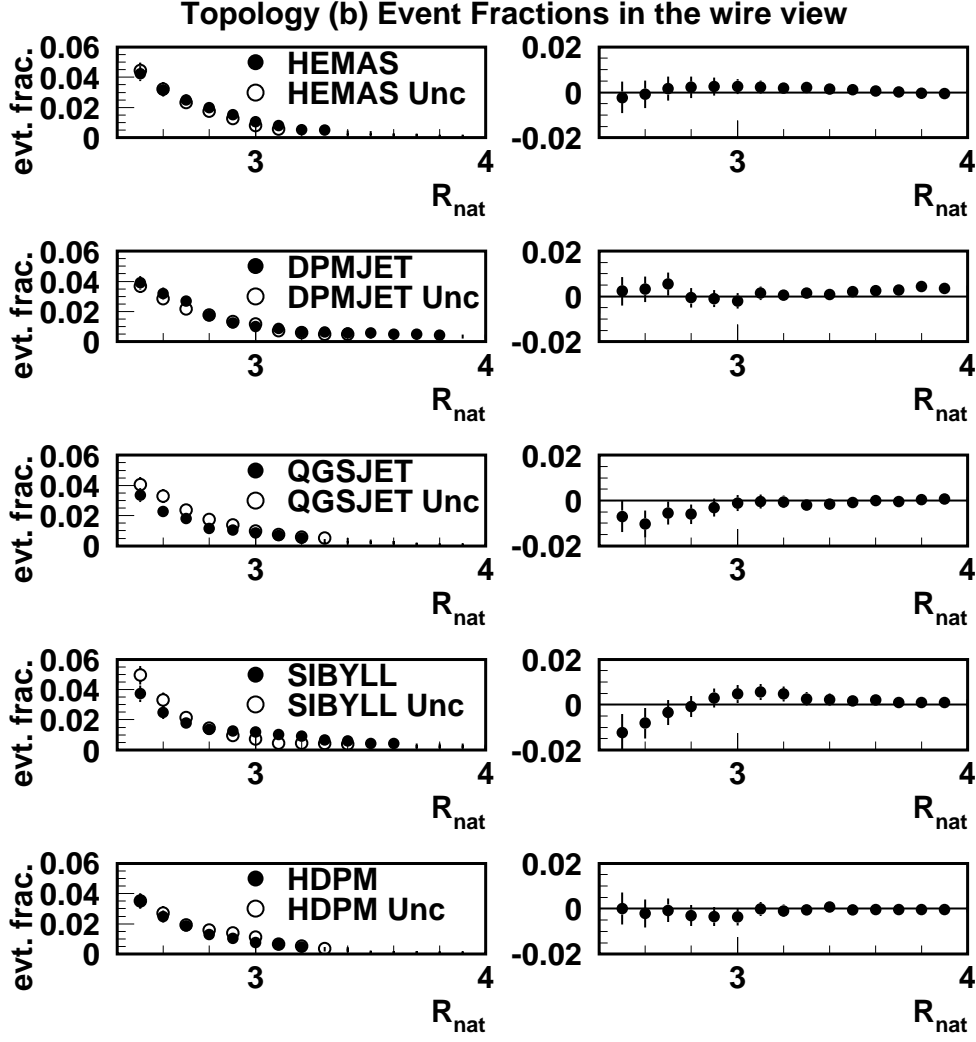 Topology (b) Event Fractions in the wire view
evt. frac.
0.06
0.04
0.02
0
HEMAS
HEMAS Unc
3
4
R_nat
0.02
0
-0.02
3
4
R_nat
evt. frac.
0.06
0.04
0.02
0
DPMJET
DPMJET Unc
3
4
R_nat
0.02
0
-0.02
3
4
R_nat
evt. frac.
0.06
0.04
0.02
0
QGSJET
QGSJET Unc
3
4
R_nat
0.02
0
-0.02
3
4
R_nat
evt. frac.
0.06
0.04
0.02
0
SIBYLL
SIBYLL Unc
3
4
R_nat
0.02
0
-0.02
3
4
R_nat
evt. frac.
0.06
0.04
0.02
0
HDPM
HDPM Unc
3
4
R_nat
0.02
0
-0.02
3
4
R_nat